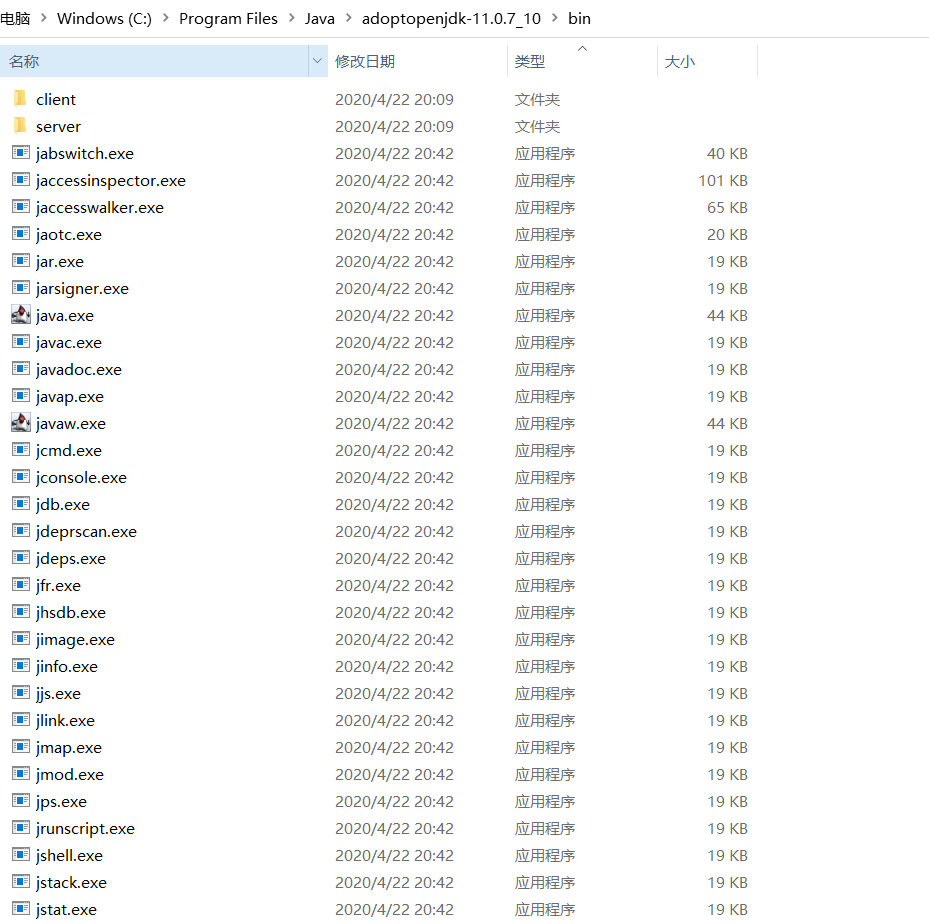 电脑 > Windows (C:) > Program Files > Java > adoptopenjdk-11.0.7_10 > bin
名称 修改日期 类型 大小
client 2020/4/22 20:09 文件夹
server 2020/4/22 20:09 文件夹
jabswitch.exe 2020/4/22 20:42 应用程序 40 KB
jaccessinspector.exe 2020/4/22 20:42 应用程序 101 KB
jaccesswalker.exe 2020/4/22 20:42 应用程序 65 KB
jaotc.exe 2020/4/22 20:42 应用程序 20 KB
jar.exe 2020/4/22 20:42 应用程序 19 KB
jarsigner.exe 2020/4/22 20:42 应用程序 19 KB
java.exe 2020/4/22 20:42 应用程序 44 KB
javac.exe 2020/4/22 20:42 应用程序 19 KB
javadoc.exe 2020/4/22 20:42 应用程序 19 KB
javap.exe 2020/4/22 20:42 应用程序 19 KB
javaw.exe 2020/4/22 20:42 应用程序 44 KB
jcmd.exe 2020/4/22 20:42 应用程序 19 KB
jconsole.exe 2020/4/22 20:42 应用程序 19 KB
jdb.exe 2020/4/22 20:42 应用程序 19 KB
jdeprscan.exe 2020/4/22 20:42 应用程序 19 KB
jdeps.exe 2020/4/22 20:42 应用程序 19 KB
jfr.exe 2020/4/22 20:42 应用程序 19 KB
jhsdb.exe 2020/4/22 20:42 应用程序 19 KB
jimage.exe 2020/4/22 20:42 应用程序 19 KB
jinfo.exe 2020/4/22 20:42 应用程序 19 KB
jjs.exe 2020/4/22 20:42 应用程序 19 KB
jlink.exe 2020/4/22 20:42 应用程序 19 KB
jmap.exe 2020/4/22 20:42 应用程序 19 KB
jmod.exe 2020/4/22 20:42 应用程序 19 KB
jps.exe 2020/4/22 20:42 应用程序 19 KB
jrunscript.exe 2020/4/22 20:42 应用程序 19 KB
jshell.exe 2020/4/22 20:42 应用程序 19 KB
jstack.exe 2020/4/22 20:42 应用程序 19 KB
jstat.exe 2020/4/22 20:42 应用程序 19 KB